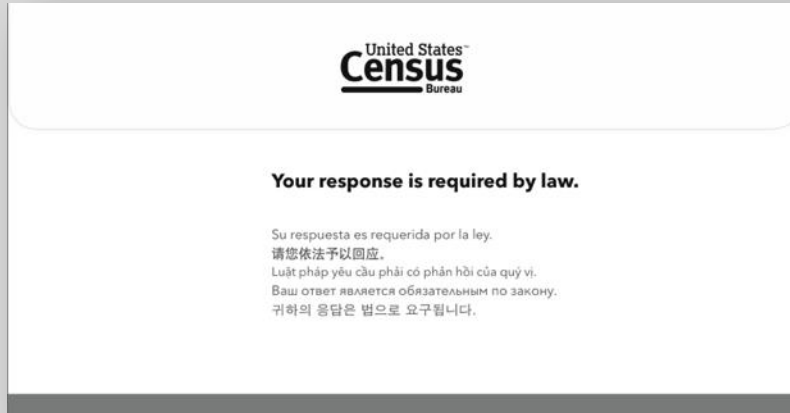 United States™
Census
Bureau
Your response is required by law.
Su respuesta es requerida por la ley.
请您依法予以回应。
Luật pháp yêu cầu phải có phản hồi của quý vị.
Ваш ответ является обязательным по закону.
귀하의 응답은 법으로 요구됩니다.